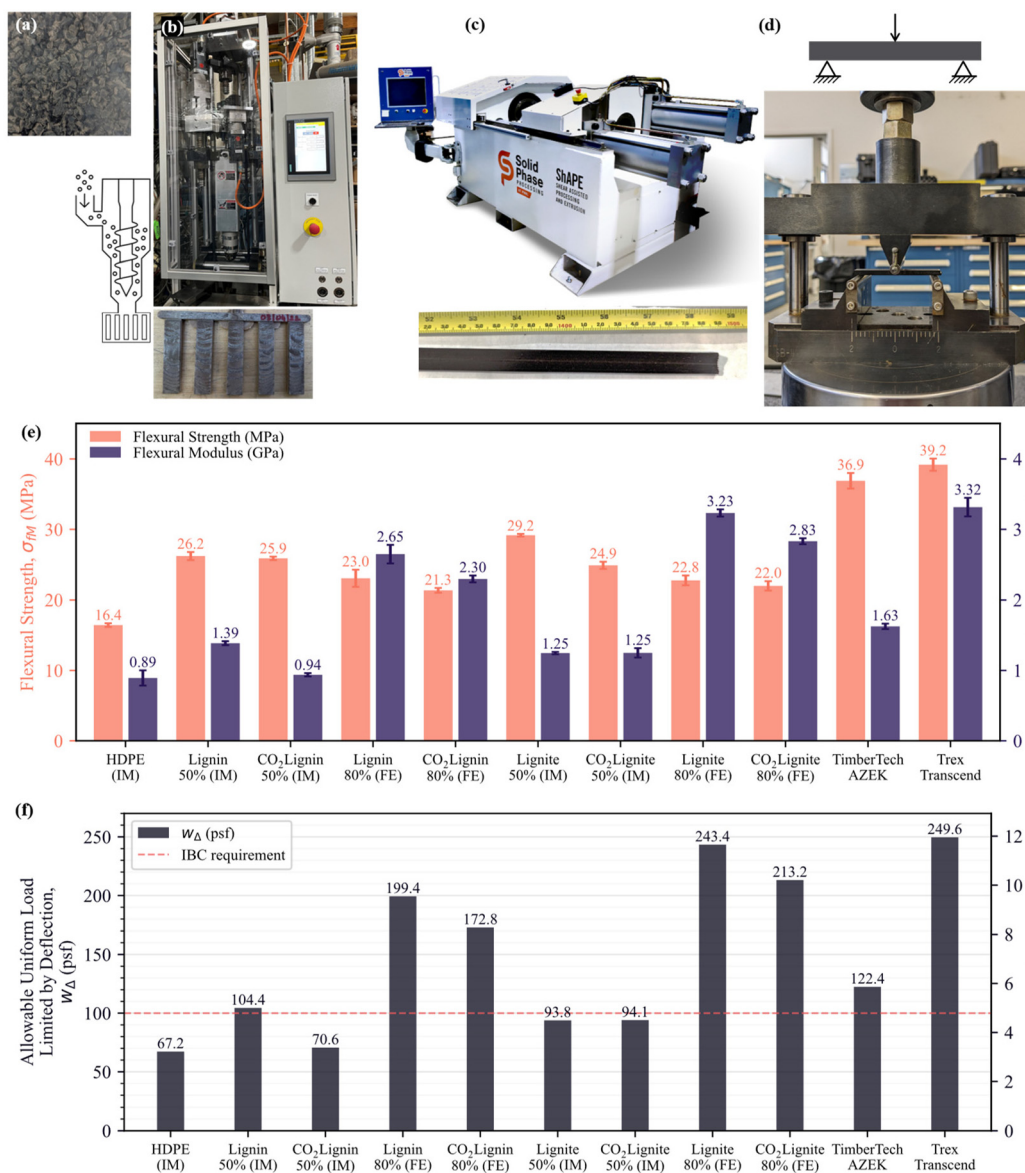 (a)
(b)
(c)
(d)
Solid
Phase
PROCESSING
ShAPE
SHEAR ASSISTED
PROCESSING
AND EXTRUSION
2 0 7
(e)
Flexural Strength (MPa)
Flexural Modulus (GPa)
Flexural Strength, σfM (MPa)
40
30
20
10
0
4
3
2
1
0
16.4
0.89
26.2
1.39
25.9
0.94
23.0
2.65
21.3
2.30
29.2
1.25
24.9
1.25
22.8
3.23
22.0
2.83
36.9
1.63
39.2
3.32
HDPE
(IM)
Lignin
50% (IM)
CO2Lignin
50% (IM)
Lignin
80% (FE)
CO2Lignin
80% (FE)
Lignite
50% (IM)
CO2Lignite
50% (IM)
Lignite
80% (FE)
CO2Lignite
80% (FE)
TimberTech
AZEK
Trex
Transcend
(f)
wΔ (psf)
IBC requirement
Allowable Uniform Load
Limited by Deflection,
wΔ (psf)
250
200
150
100
50
0
12
10
8
6
4
2
0
67.2
104.4
70.6
199.4
172.8
93.8
94.1
243.4
213.2
122.4
249.6
HDPE
(IM)
Lignin
50% (IM)
CO2Lignin
50% (IM)
Lignin
80% (FE)
CO2Lignin
80% (FE)
Lignite
50% (IM)
CO2Lignite
50% (IM)
Lignite
80% (FE)
CO2Lignite
80% (FE)
TimberTech
AZEK
Trex
Transcend